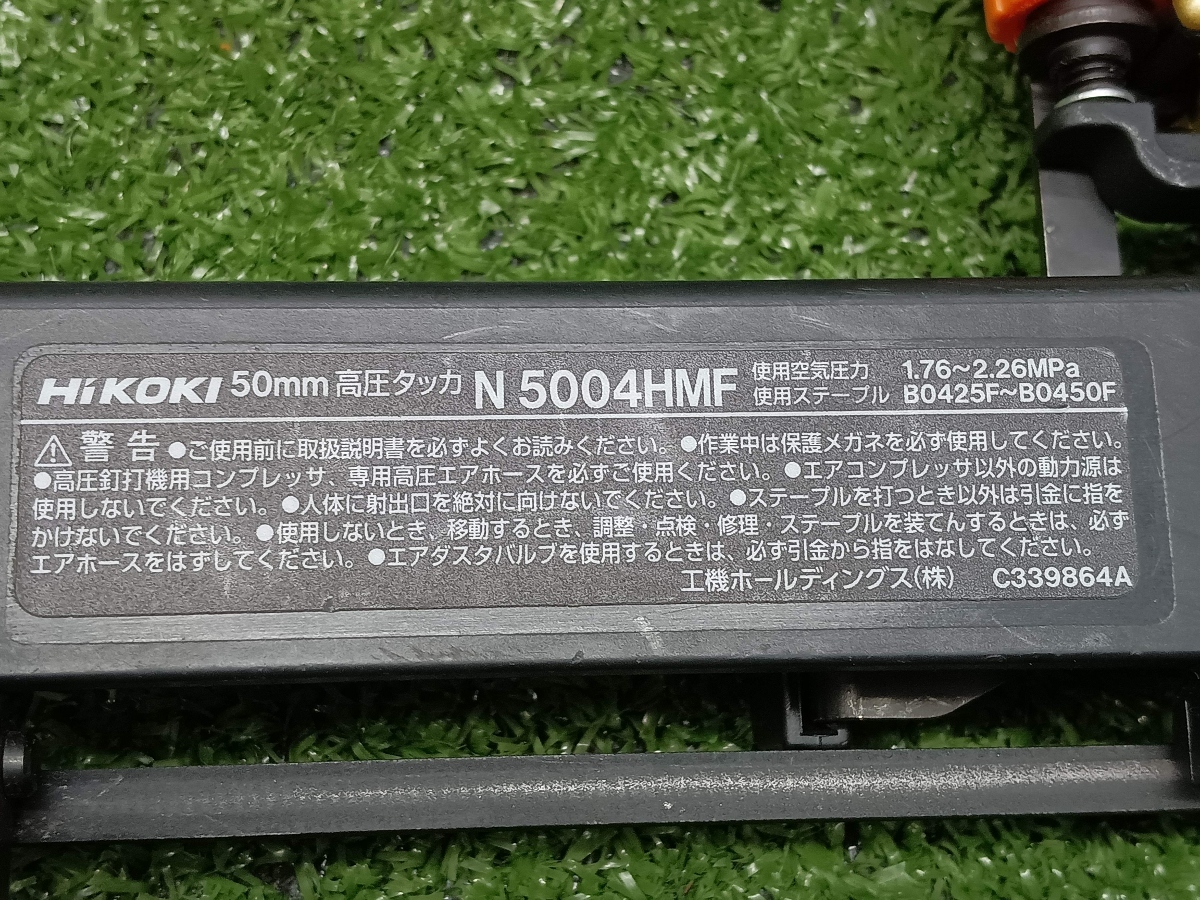 HiKOKI 50mm 高圧タッカ N 5004HMF 使用空気圧力 1.76~2.26MPa
使用ステープル B0425F~B0450F
警告 ●ご使用前に取扱説明書を必ずよくお読みください。●作業中は保護メガネを必ず使用してください。
●高圧釘打機用コンプレッサ、専用高圧エアホースを必ずご使用ください。●エアコンプレッサ以外の動力源は
使用しないでください。●人体に射出口を絶対に向けないでください。●ステープルを打つとき以外は引金に指を
かけないでください。●使用しないとき、移動するとき、調整・点検・修理・ステープルを装てんするときは、必ず
エアホースをはずしてください。●エアダスタバルブを使用するときは、必ず引金から指をはなしてください。
工機ホールディングス(株) C339864A